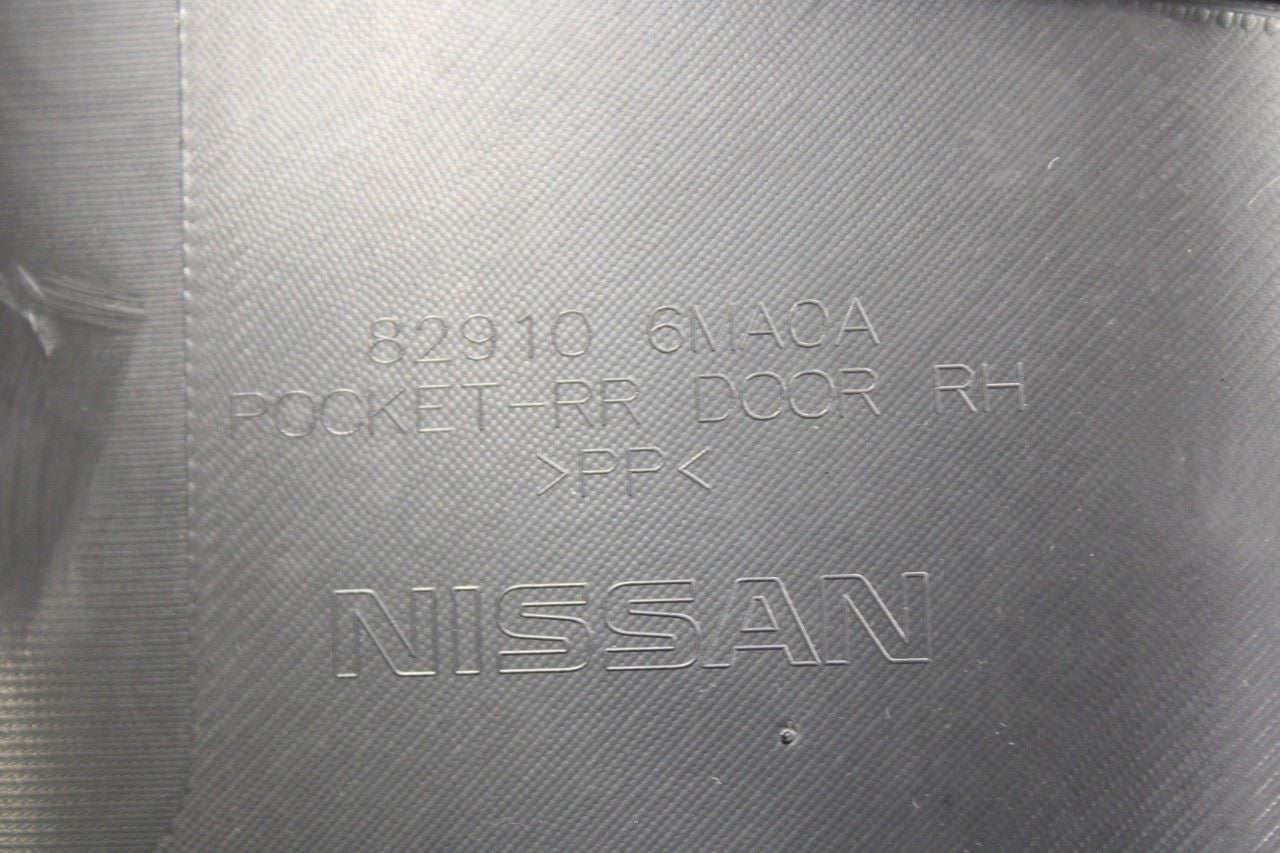 82910 6MA0A
POCKET-RR DOOR RH
>PP<
NISSAN